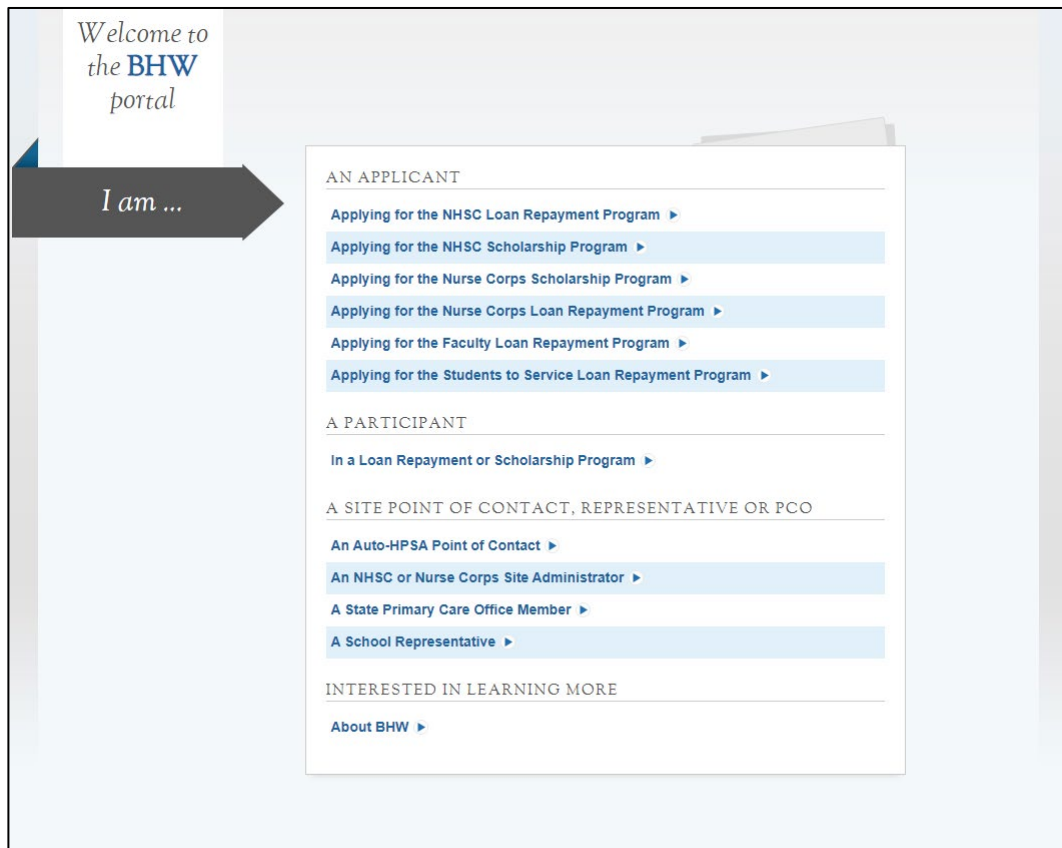 Welcome to
the BHW
portal
I am ...
AN APPLICANT
Applying for the NHSC Loan Repayment Program
Applying for the NHSC Scholarship Program
Applying for the Nurse Corps Scholarship Program
Applying for the Nurse Corps Loan Repayment Program
Applying for the Faculty Loan Repayment Program
Applying for the Students to Service Loan Repayment Program
A PARTICIPANT
In a Loan Repayment or Scholarship Program
A SITE POINT OF CONTACT, REPRESENTATIVE OR PCO
An Auto-HPSA Point of Contact
An NHSC or Nurse Corps Site Administrator
A State Primary Care Office Member
A School Representative
INTERESTED IN LEARNING MORE
About BHW